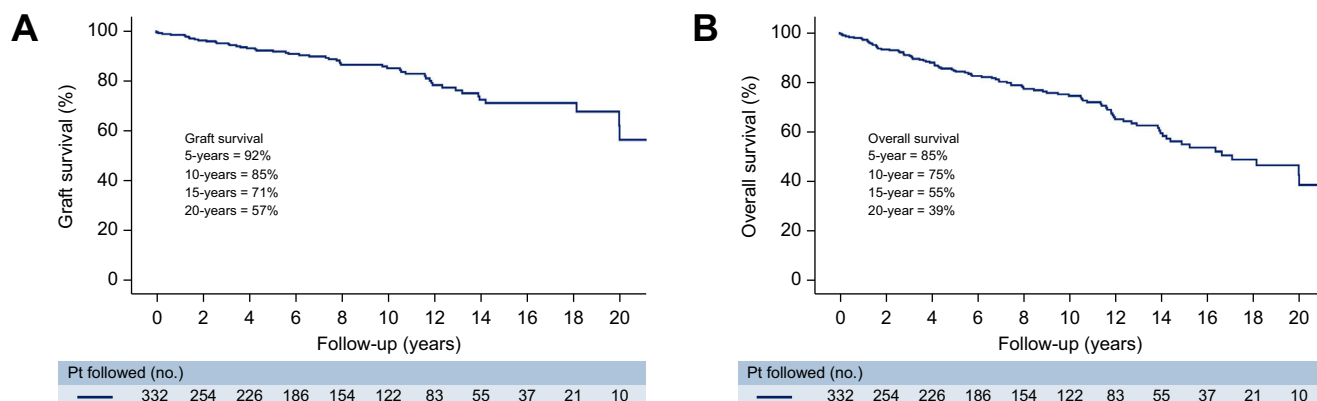 A
Graft survival (%)
100
80
60
40
20
0
Graft survival
5-years = 92%
10-years = 85%
15-years = 71%
20-years = 57%
0 2 4 6 8 10 12 14 16 18 20
Follow-up (years)
Pt followed (no.)
332 254 226 186 154 122 83 55 37 21 10
B
Overall survival (%)
100
80
60
40
20
0
Overall survival
5-year = 85%
10-year = 75%
15-year = 55%
20-year = 39%
0 2 4 6 8 10 12 14 16 18 20
Follow-up (years)
Pt followed (no.)
332 254 226 186 154 122 83 55 37 21 10